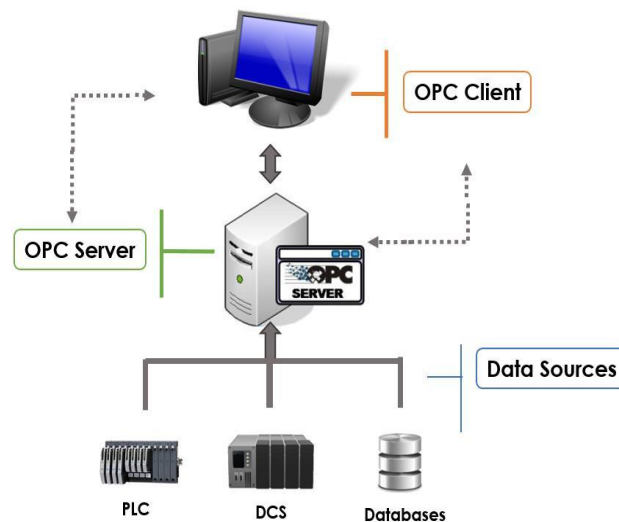 OPC Client
OPC Server
OPC
SERVER
Data Sources
PLC
DCS
Databases